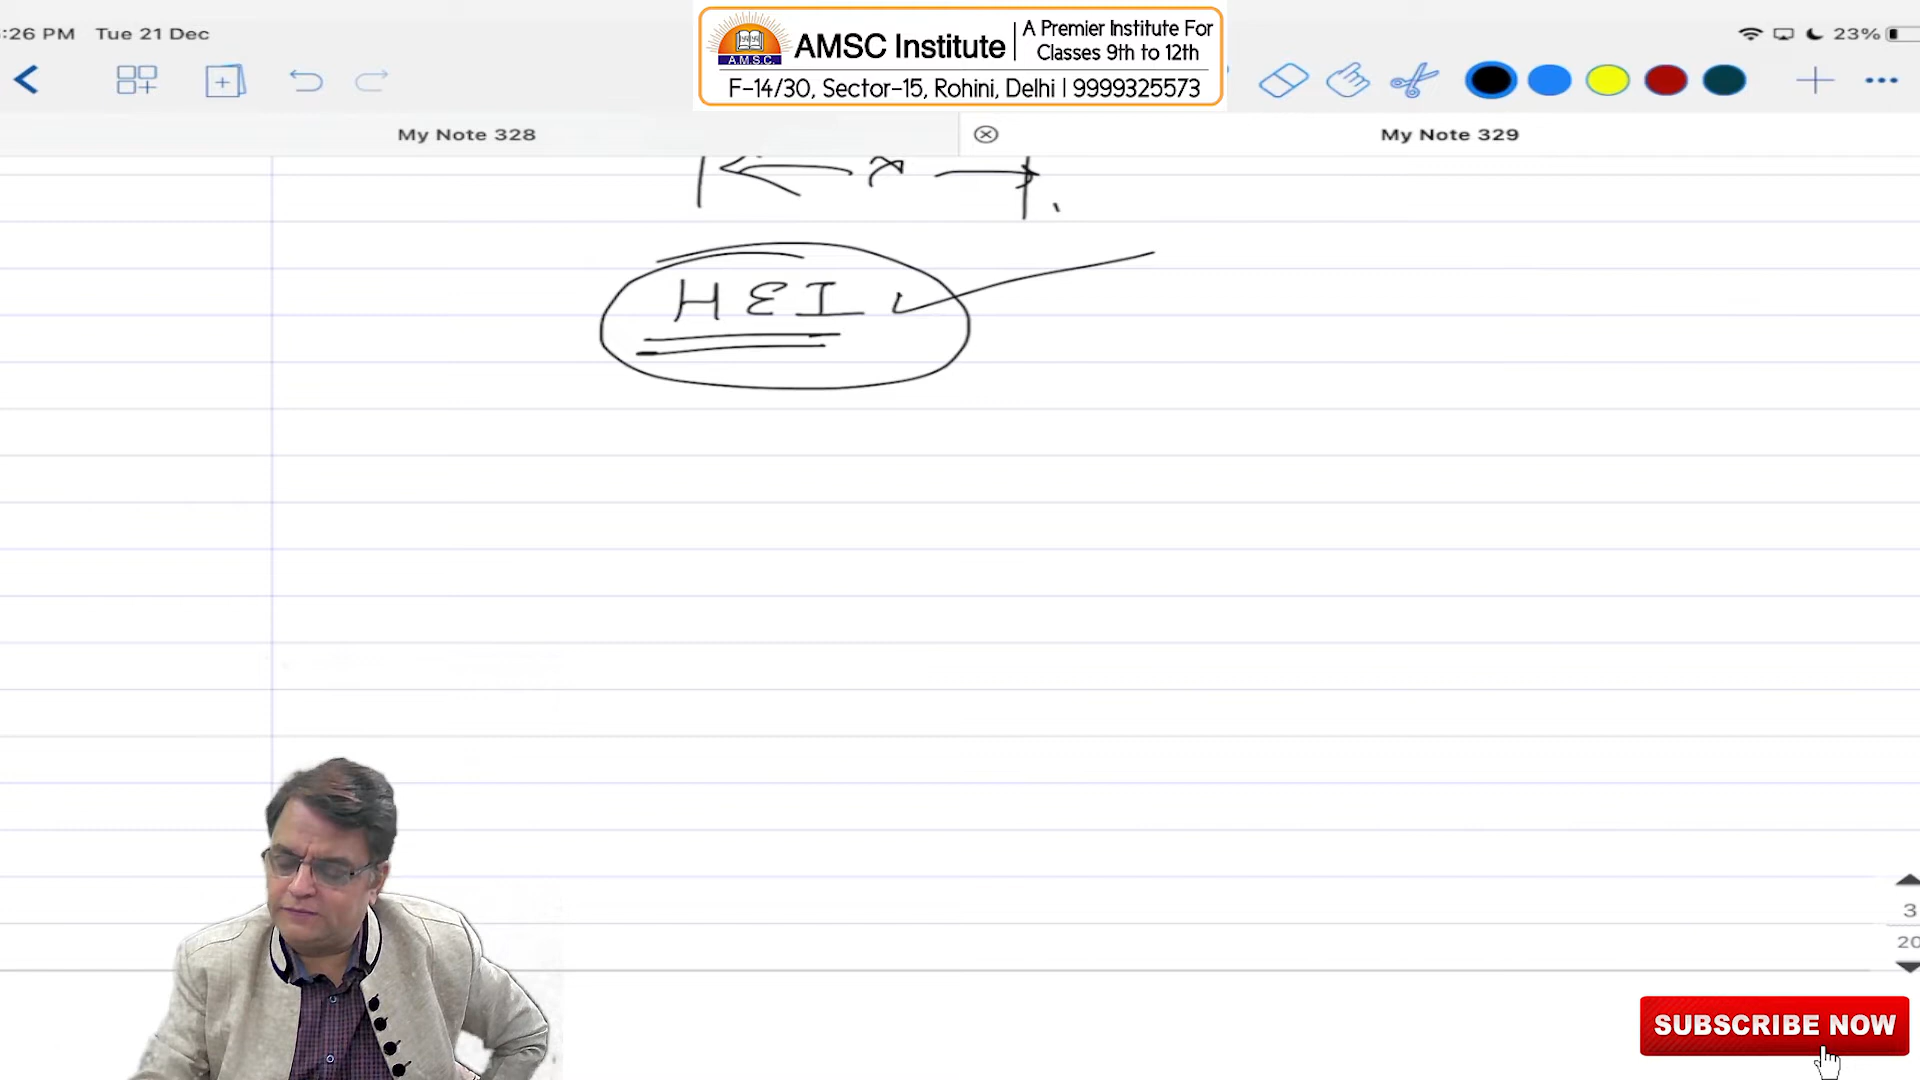 :26 PM Tue 21 Dec
A.M.S.C.
AMSC Institute
A Premier Institute For
Classes 9th to 12th
F-14/30, Sector-15, Rohini, Delhi | 9999325573
23%
My Note 328
My Note 329
x
H E I
3
20
SUBSCRIBE NOW